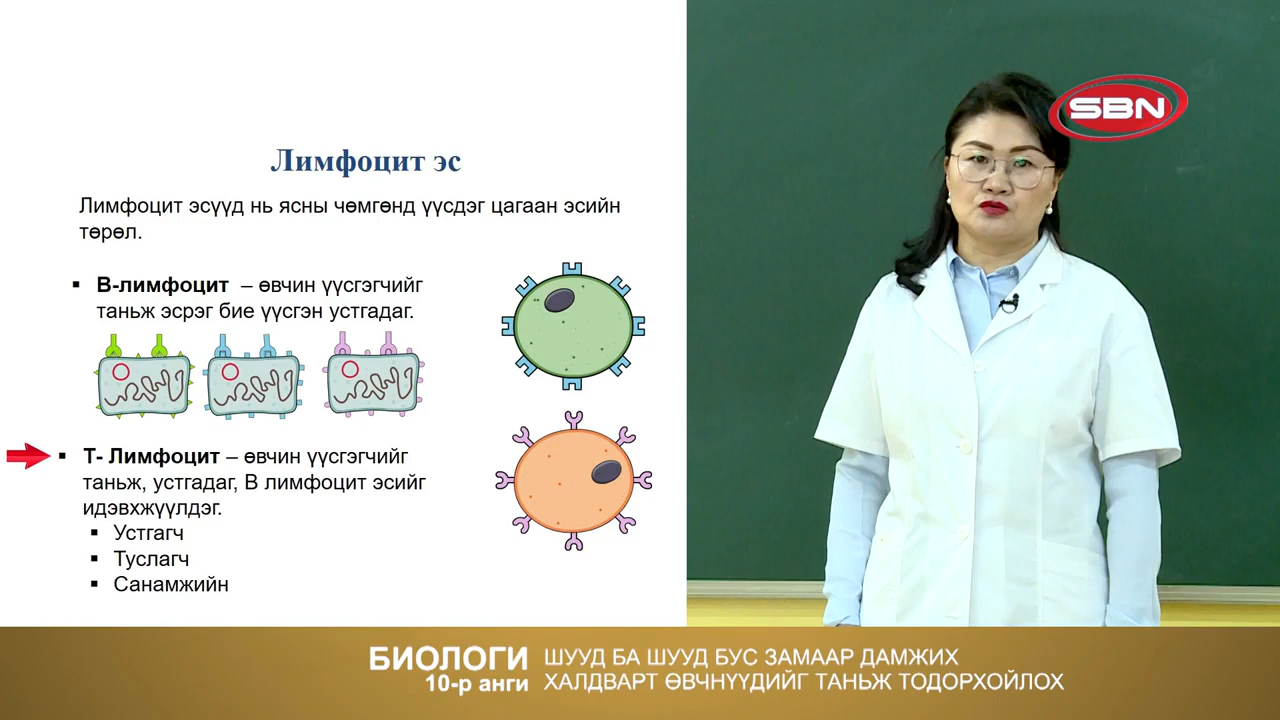 Лимфоцит эс
Лимфоцит эсүүд нь ясны чөмгөнд үүсдэг цагаан эсийн
төрөл.
▪ В-лимфоцит – өвчин үүсгэгчийг
таньж эсрэг бие үүсгэн устгадаг.
▪ Т- Лимфоцит – өвчин үүсгэгчийг
таньж, устгадаг, В лимфоцит эсийг
идэвхжүүлдэг.
▪ Устгагч
▪ Туслагч
▪ Санамжийн
SBN
БИОЛОГИ
10-р анги
ШУУД БА ШУУД БУС ЗАМААР ДАМЖИХ
ХАЛДВАРТ ӨВЧНҮҮДИЙГ ТАНЬЖ ТОДОРХОЙЛОХ